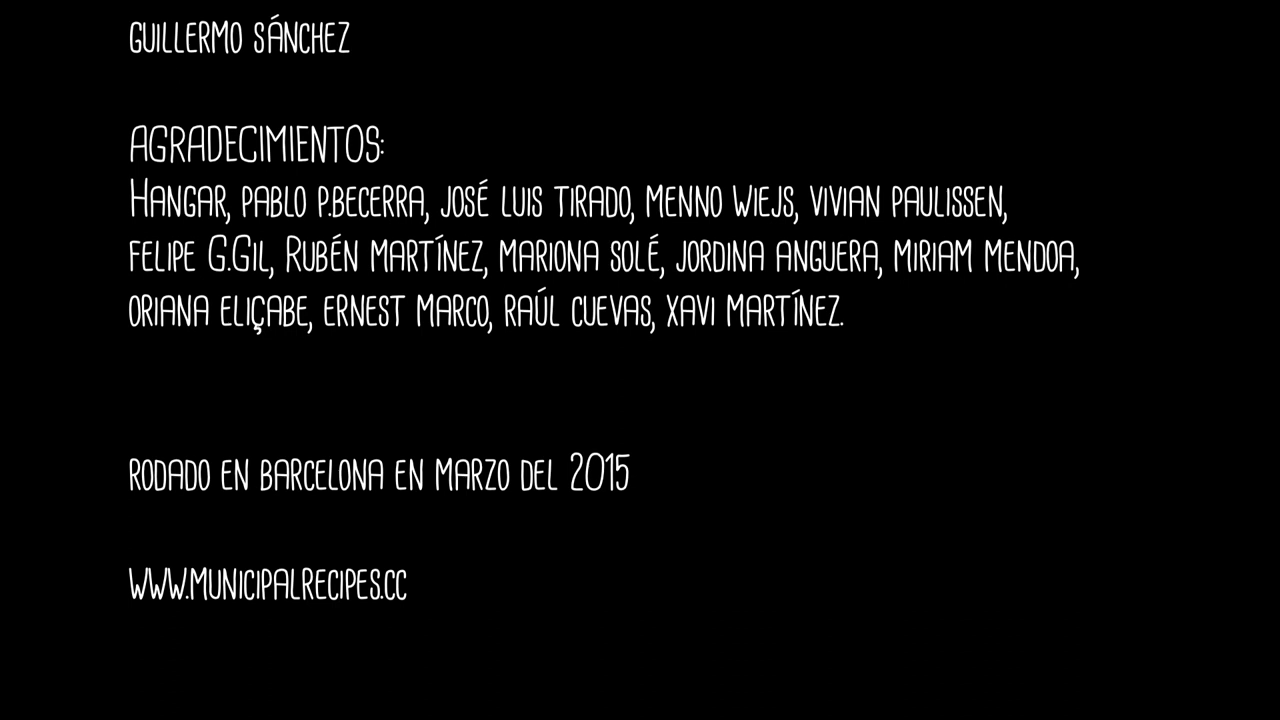 GUILLERMO SÁNCHEZ
AGRADECIMIENTOS:
HANGAR, PABLO P.BECERRA, JOSÉ LUIS TIRADO, MENNO WIEJS, VIVIAN PAULISSEN,
FELIPE G.GIL, RUBÉN MARTÍNEZ, MARIONA SOLÉ, JORDINA ANGUERA, MIRIAM MENDOA,
ORIANA ELIÇABE, ERNEST MARCO, RAÚL CUEVAS, XAVI MARTÍNEZ.
RODADO EN BARCELONA EN MARZO DEL 2015
WWW.MUNICIPALRECIPES.CC